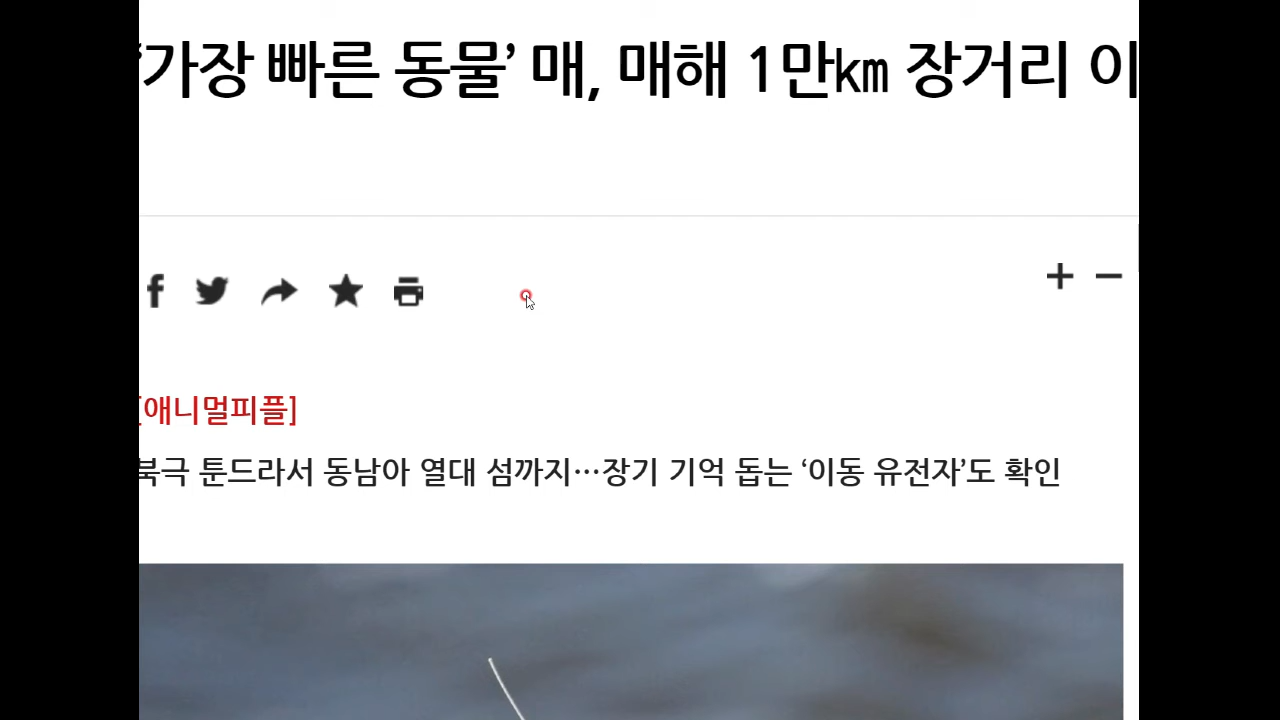 ‘가장 빠른 동물’ 매, 매해 1만㎞ 장거리 이
[애니멀피플]
북극 툰드라서 동남아 열대 섬까지…장기 기억 돕는 ‘이동 유전자’도 확인